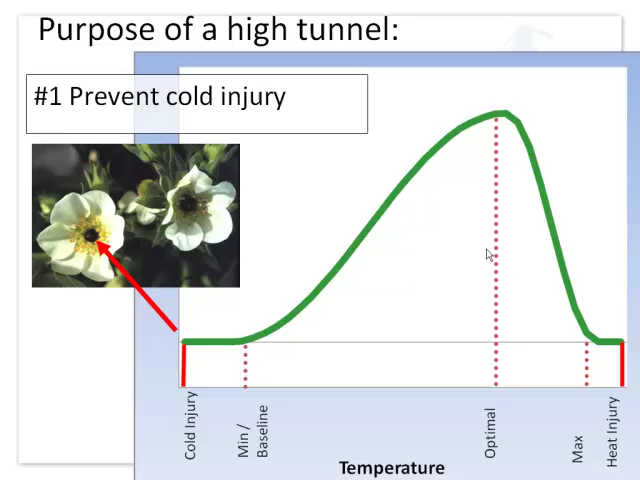 Purpose of a high tunnel:
#1 Prevent cold injury
Cold Injury
Min /
Baseline
Optimal
Max
Heat Injury
Temperature